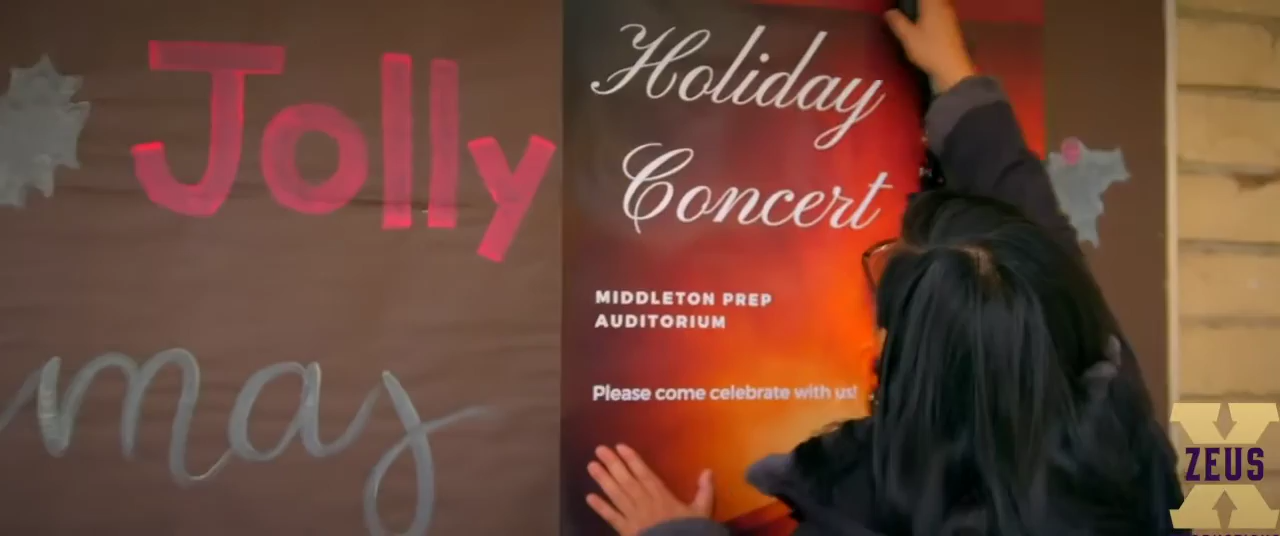 Jolly
mas
Holiday
Concert
MIDDLETON PREP
AUDITORIUM
Please come celebrate with us!
ZEUS